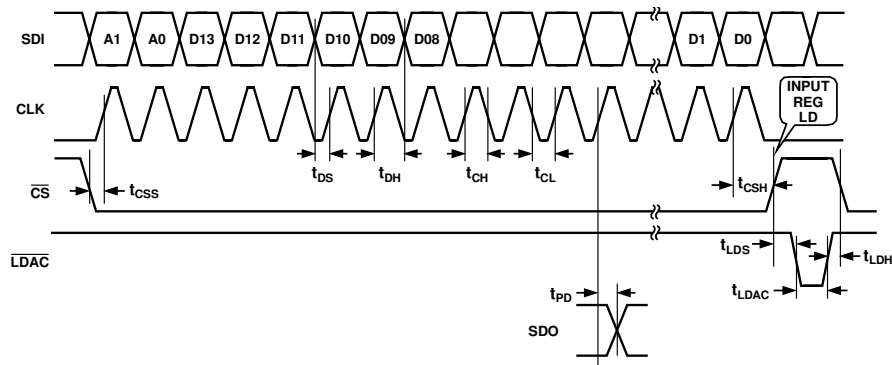 SDI A1 A0 D13 D12 D11 D10 D09 D08 D1 D0
CLK
INPUT
REG
LD
tDS tDH tCH tCL
CS tCSS tCSH
LDAC tLDS tLDH
tLDAC
tPD
SDO